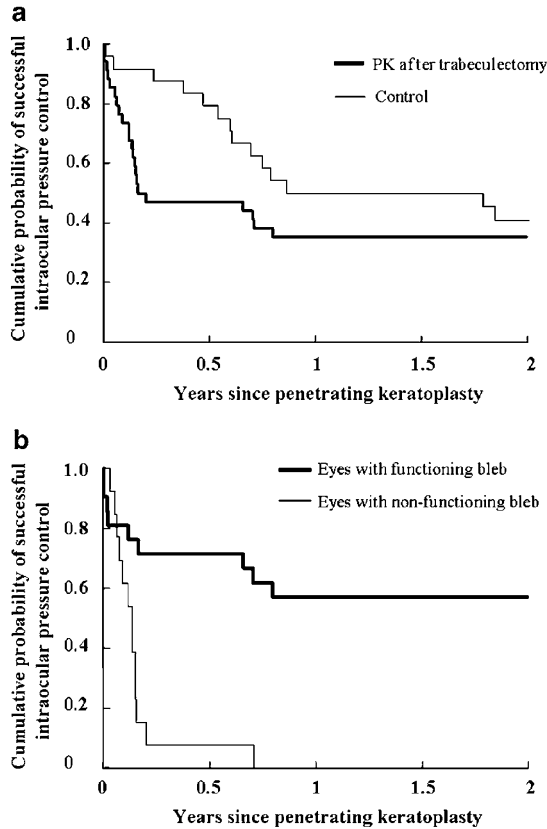 a
Cumulative probability of successful
intraocular pressure control
1.0
0.8
0.6
0.4
0.2
0
PK after trabeculectomy
Control
0
0.5
1
1.5
2
Years since penetrating keratoplasty
b
Cumulative probability of successful
intraocular pressure control
1.0
0.8
0.6
0.4
0.2
0
Eyes with functioning bleb
Eyes with non-functioning bleb
0
0.5
1
1.5
2
Years since penetrating keratoplasty